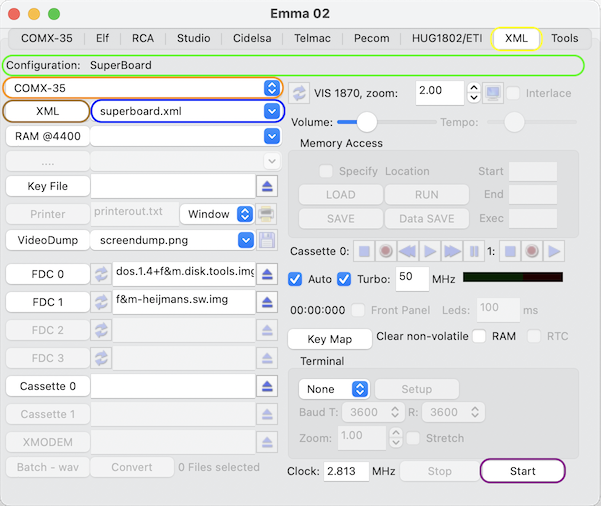 Emma 02
COMX-35 Elf RCA Studio Cidelsa Telmac Pecom HUG1802/ETI XML Tools
Configuration: SuperBoard
COMX-35
XML superboard.xml
RAM @4400
....
Key File
Printer printerout.txt Window
VideoDump screendump.png
FDC 0 dos.1.4+f&m.disk.tools.img
FDC 1 f&m-heijmans.sw.img
FDC 2
FDC 3
Cassette 0
Cassette 1
XMODEM
Batch - wav Convert 0 Files selected
VIS 1870, zoom: 2.00 Interlace
Volume: Tempo:
Memory Access
Specify Location Start
LOAD RUN End
SAVE Data SAVE Exec
Cassette 0: 1:
Auto Turbo: 50 MHz
00:00:000 Front Panel Leds: 100 ms
Key Map Clear non-volatile RAM RTC
Terminal
None Setup
Baud T: 3600 R: 3600
Zoom: 1.00 Stretch
Clock: 2.813 MHz Stop Start